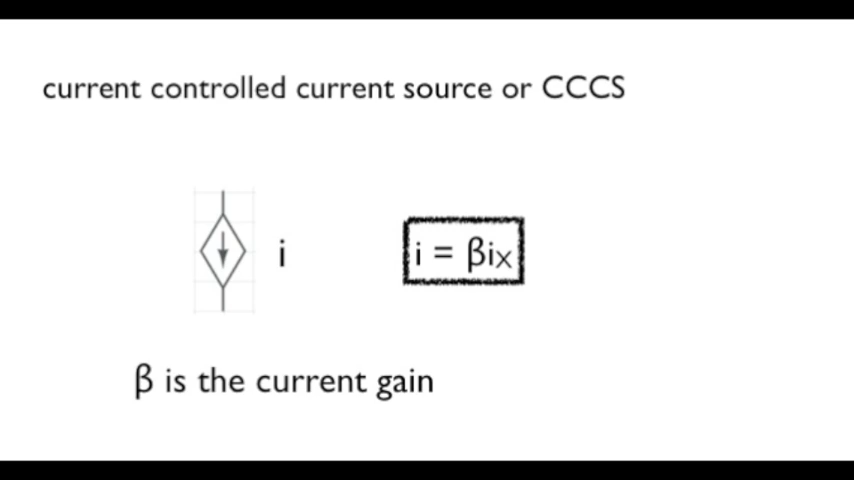 current controlled current source or CCCS
i
i = βix
β is the current gain